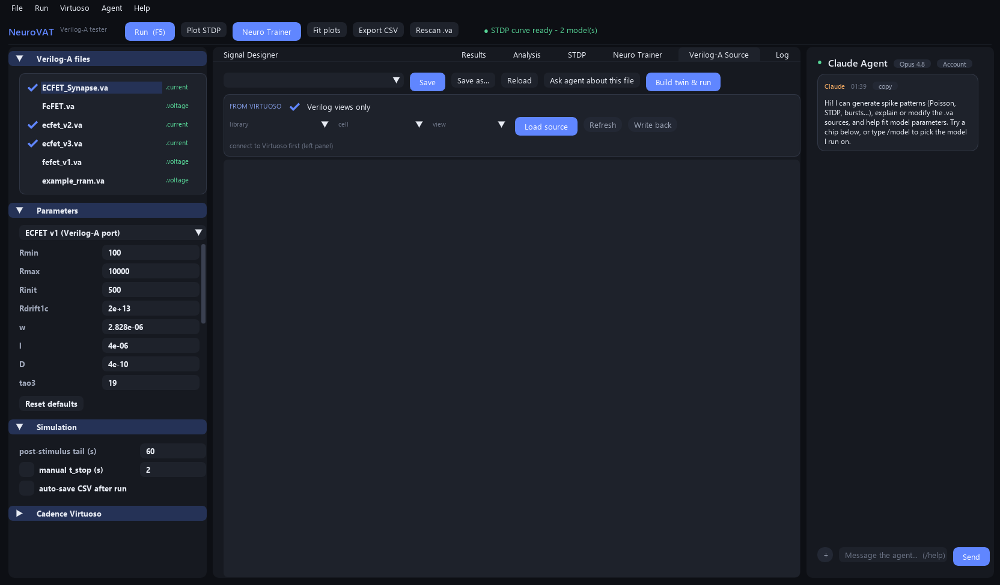 File Run Virtuoso Agent Help
NeuroVAT Verilog-A tester Run (F5) Plot STDP Neuro Trainer Fit plots Export CSV Rescan .va ● STDP curve ready - 2 model(s)
Verilog-A files
ECFET_Synapse.va .current
FeFET.va .voltage
ecfet_v2.va .current
ecfet_v3.va .current
fefet_v1.va .voltage
example_rram.va .voltage
Parameters
ECFET v1 (Verilog-A port)
Rmin 100
Rmax 10000
Rinit 500
Rdrift1c 2e+13
w 2.828e-06
l 4e-06
D 4e-10
tao3 19
Reset defaults
Simulation
post-stimulus tail (s) 60
manual t_stop (s) 2
auto-save CSV after run
Cadence Virtuoso
Signal Designer Results Analysis STDP Neuro Trainer Verilog-A Source Log
Save Save as... Reload Ask agent about this file Build twin & run
FROM VIRTUOSO Verilog views only
library cell view Load source Refresh Write back
connect to Virtuoso first (left panel)
Claude Agent Opus 4.8 Account
Claude 01:39 copy
Hi! I can generate spike patterns (Poisson,
STDP, bursts...), explain or modify the .va
sources, and help fit model parameters. Try a
chip below, or type /model to pick the model
I run on.
+ Message the agent... (/help) Send